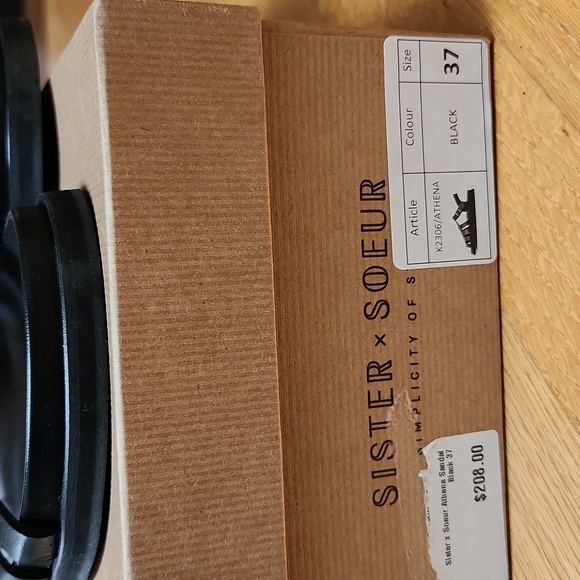 SISTER × SOEUR
SIMPLICITY OF S
Article Colour Size
K2306/ATHENA BLACK 37
Sister x Soeur Athena Sandal
Black 37
$208.00